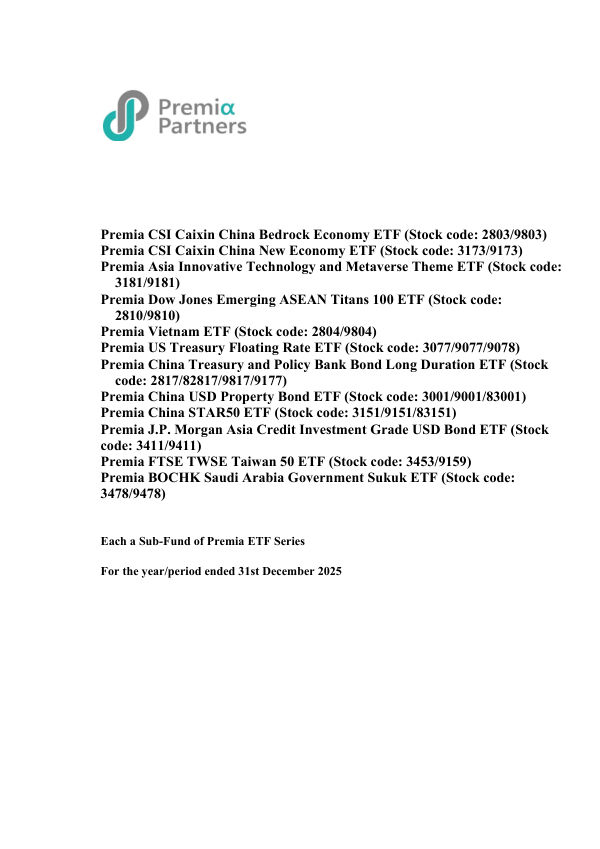 Premiα
Partners
Premia CSI Caixin China Bedrock Economy ETF (Stock code: 2803/9803)
Premia CSI Caixin China New Economy ETF (Stock code: 3173/9173)
Premia Asia Innovative Technology and Metaverse Theme ETF (Stock code:
3181/9181)
Premia Dow Jones Emerging ASEAN Titans 100 ETF (Stock code:
2810/9810)
Premia Vietnam ETF (Stock code: 2804/9804)
Premia US Treasury Floating Rate ETF (Stock code: 3077/9077/9078)
Premia China Treasury and Policy Bank Bond Long Duration ETF (Stock
code: 2817/82817/9817/9177)
Premia China USD Property Bond ETF (Stock code: 3001/9001/83001)
Premia China STAR50 ETF (Stock code: 3151/9151/83151)
Premia J.P. Morgan Asia Credit Investment Grade USD Bond ETF (Stock
code: 3411/9411)
Premia FTSE TWSE Taiwan 50 ETF (Stock code: 3453/9159)
Premia BOCHK Saudi Arabia Government Sukuk ETF (Stock code:
3478/9478)
Each a Sub-Fund of Premia ETF Series
For the year/period ended 31st December 2025